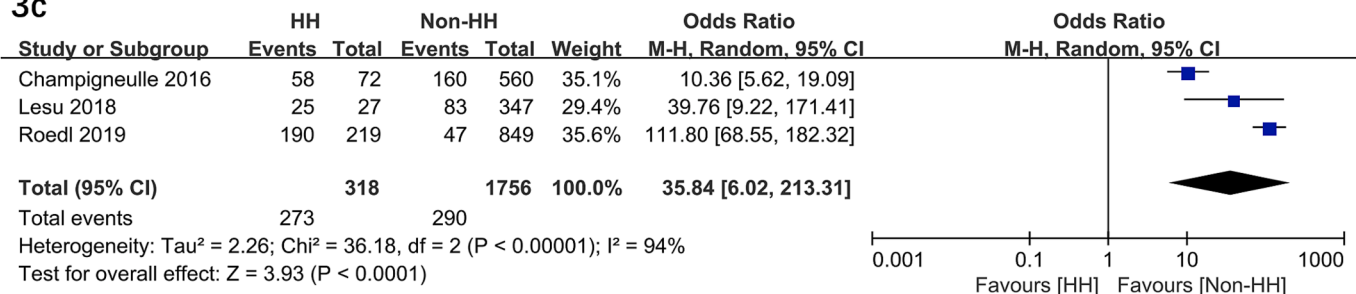 3c
HH Non-HH Odds Ratio Odds Ratio
Study or Subgroup Events Total Events Total Weight M-H, Random, 95% CI M-H, Random, 95% CI
Champigneulle 2016 58 72 160 560 35.1% 10.36 [5.62, 19.09]
Lesu 2018 25 27 83 347 29.4% 39.76 [9.22, 171.41]
Roedl 2019 190 219 47 849 35.6% 111.80 [68.55, 182.32]
Total (95% CI) 318 1756 100.0% 35.84 [6.02, 213.31]
Total events 273 290
Heterogeneity: Tau² = 2.26; Chi² = 36.18, df = 2 (P < 0.00001); I² = 94%
Test for overall effect: Z = 3.93 (P < 0.0001)
0.001 0.1 1 10 1000
Favours [HH] Favours [Non-HH]